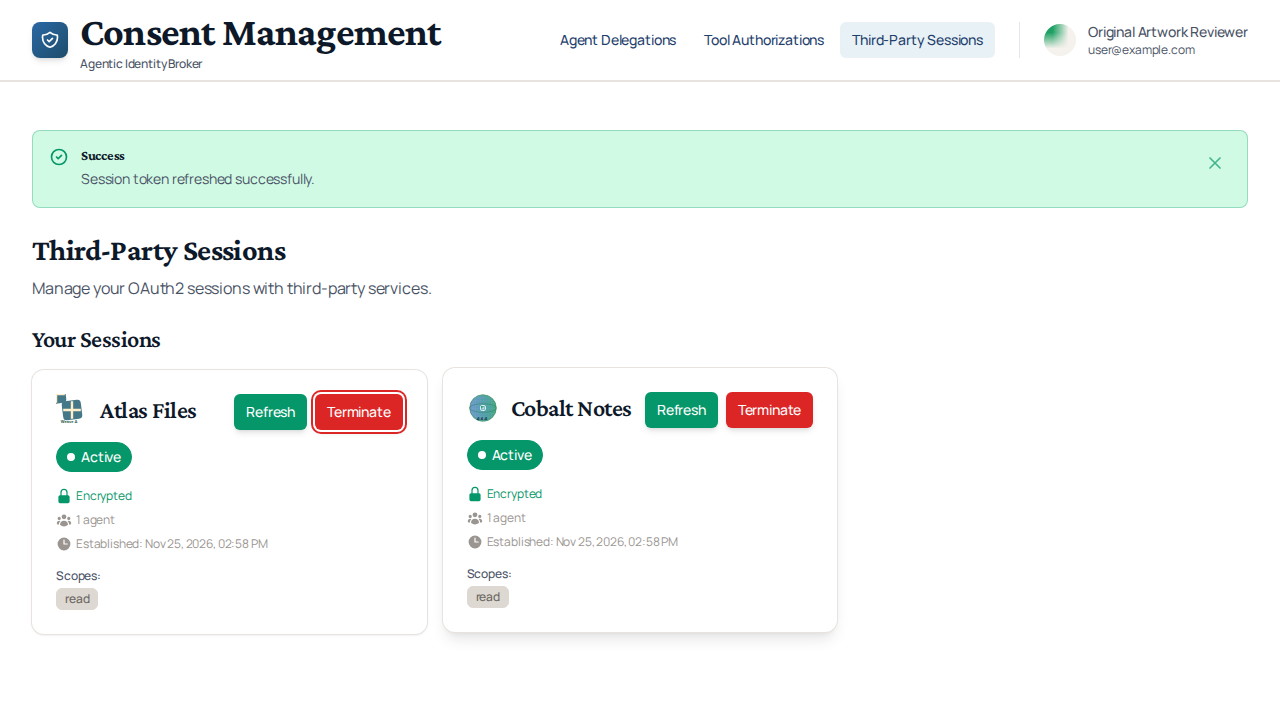 Consent Management
Agentic IdentityBroker
Agent Delegations
Tool Authorizations
Third-Party Sessions
Original Artwork Reviewer
user@example.com
Success
Session token refreshed successfully.
Third-Party Sessions
Manage your OAuth2 sessions with third-party services.
Your Sessions
Atlas Files
Refresh
Terminate
Active
Encrypted
1 agent
Established: Nov 25, 2026, 02:58 PM
Scopes:
read
Cobalt Notes
Refresh
Terminate
Active
Encrypted
1 agent
Established: Nov 25, 2026, 02:58 PM
Scopes:
read